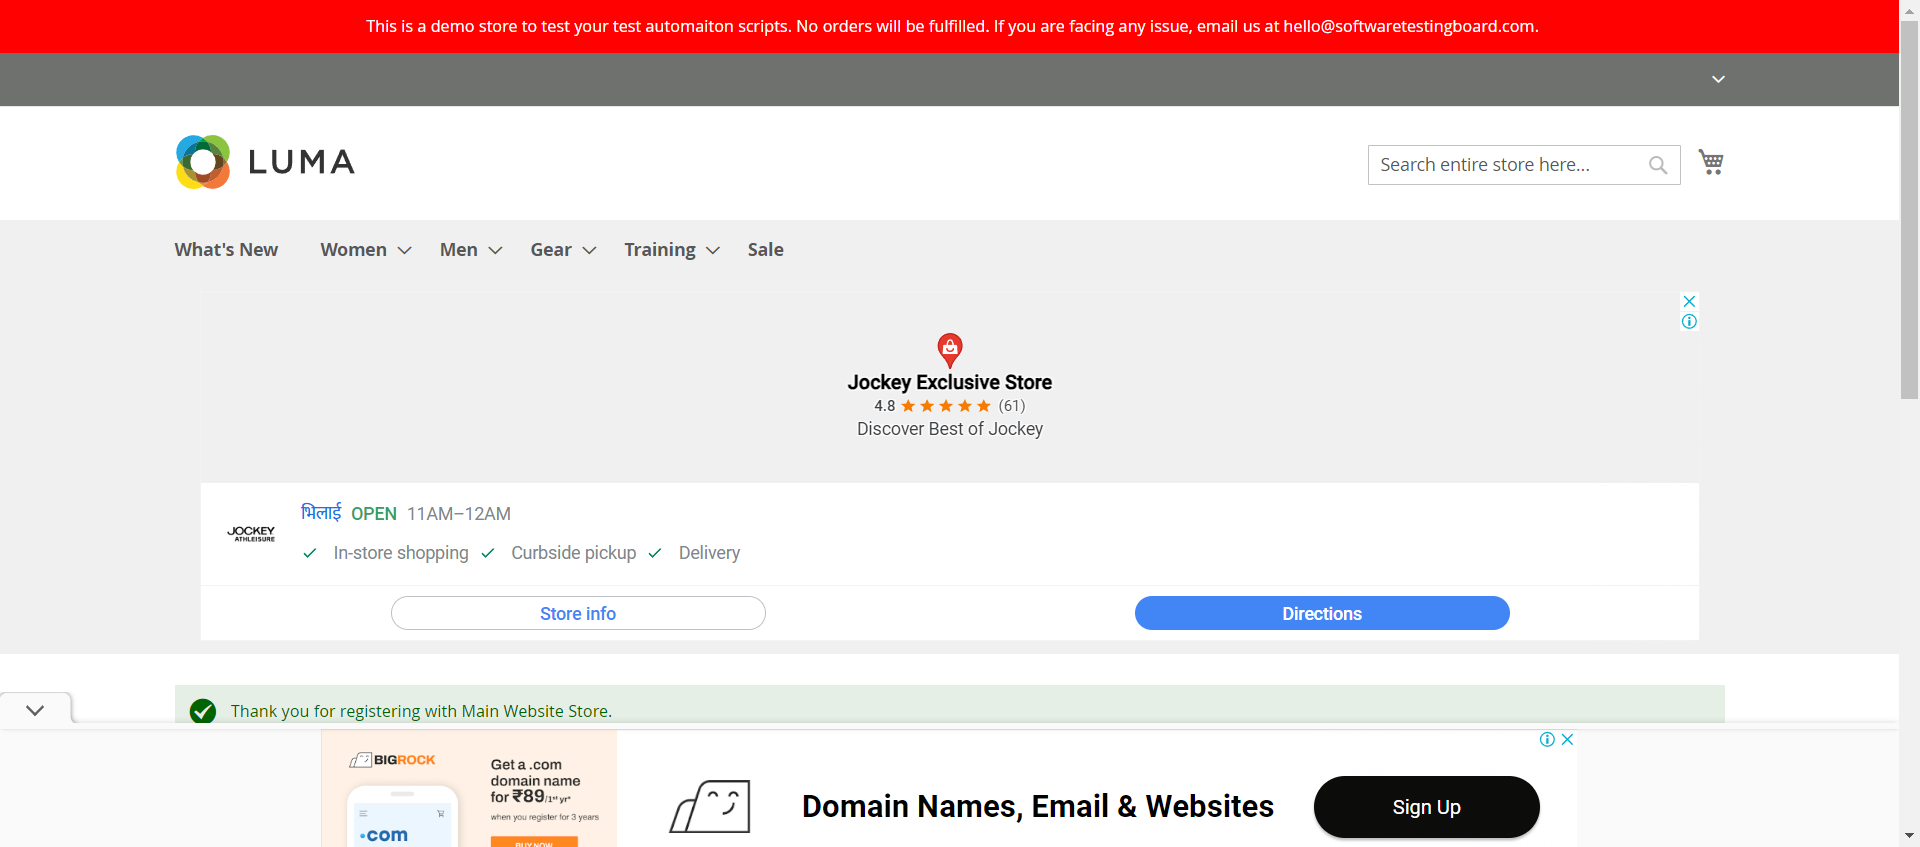 This is a demo store to test your test automaiton scripts. No orders will be fulfilled. If you are facing any issue, email us at hello@softwaretestingboard.com.
LUMA
Search entire store here...
What's New Women Men Gear Training Sale
Jockey Exclusive Store
4.8 (61)
Discover Best of Jockey
JOCKEY
ATHLEISURE
भिलाई OPEN 11AM–12AM
In-store shopping Curbside pickup Delivery
Store info Directions
Thank you for registering with Main Website Store.
BIGROCK
Get a .com
domain name
for ₹89/1st yr*
when you register for 3 years
BUY NOW
.com
Domain Names, Email & Websites
Sign Up